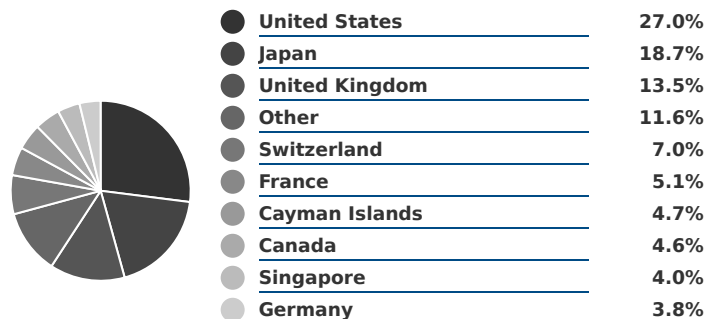 United States 27.0%
Japan 18.7%
United Kingdom 13.5%
Other 11.6%
Switzerland 7.0%
France 5.1%
Cayman Islands 4.7%
Canada 4.6%
Singapore 4.0%
Germany 3.8%